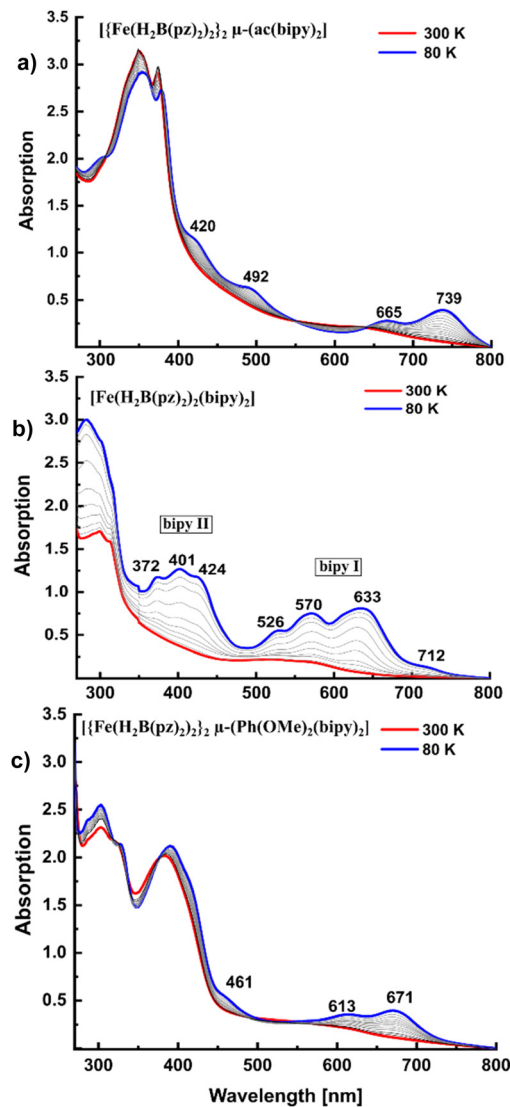 a)
[{Fe(H₂B(pz)₂)₂}₂ μ-(ac(bipy)₂]
300 K
80 K
Absorption
3.0
2.5
2.0
1.5
1.0
0.5
420
492
665
739
300
400
500
600
700
800
b)
[Fe(H₂B(pz)₂)₂(bipy)₂]
300 K
80 K
Absorption
3.5
3.0
2.5
2.0
1.5
1.0
0.5
bipy II
372
401
424
bipy I
526
570
633
712
300
400
500
600
700
800
c)
[{Fe(H₂B(pz)₂)₂}₂ μ-(Ph(OMe)₂(bipy)₂]
300 K
80 K
Absorption
3.0
2.5
2.0
1.5
1.0
0.5
461
613
671
300
400
500
600
700
800
Wavelength [nm]